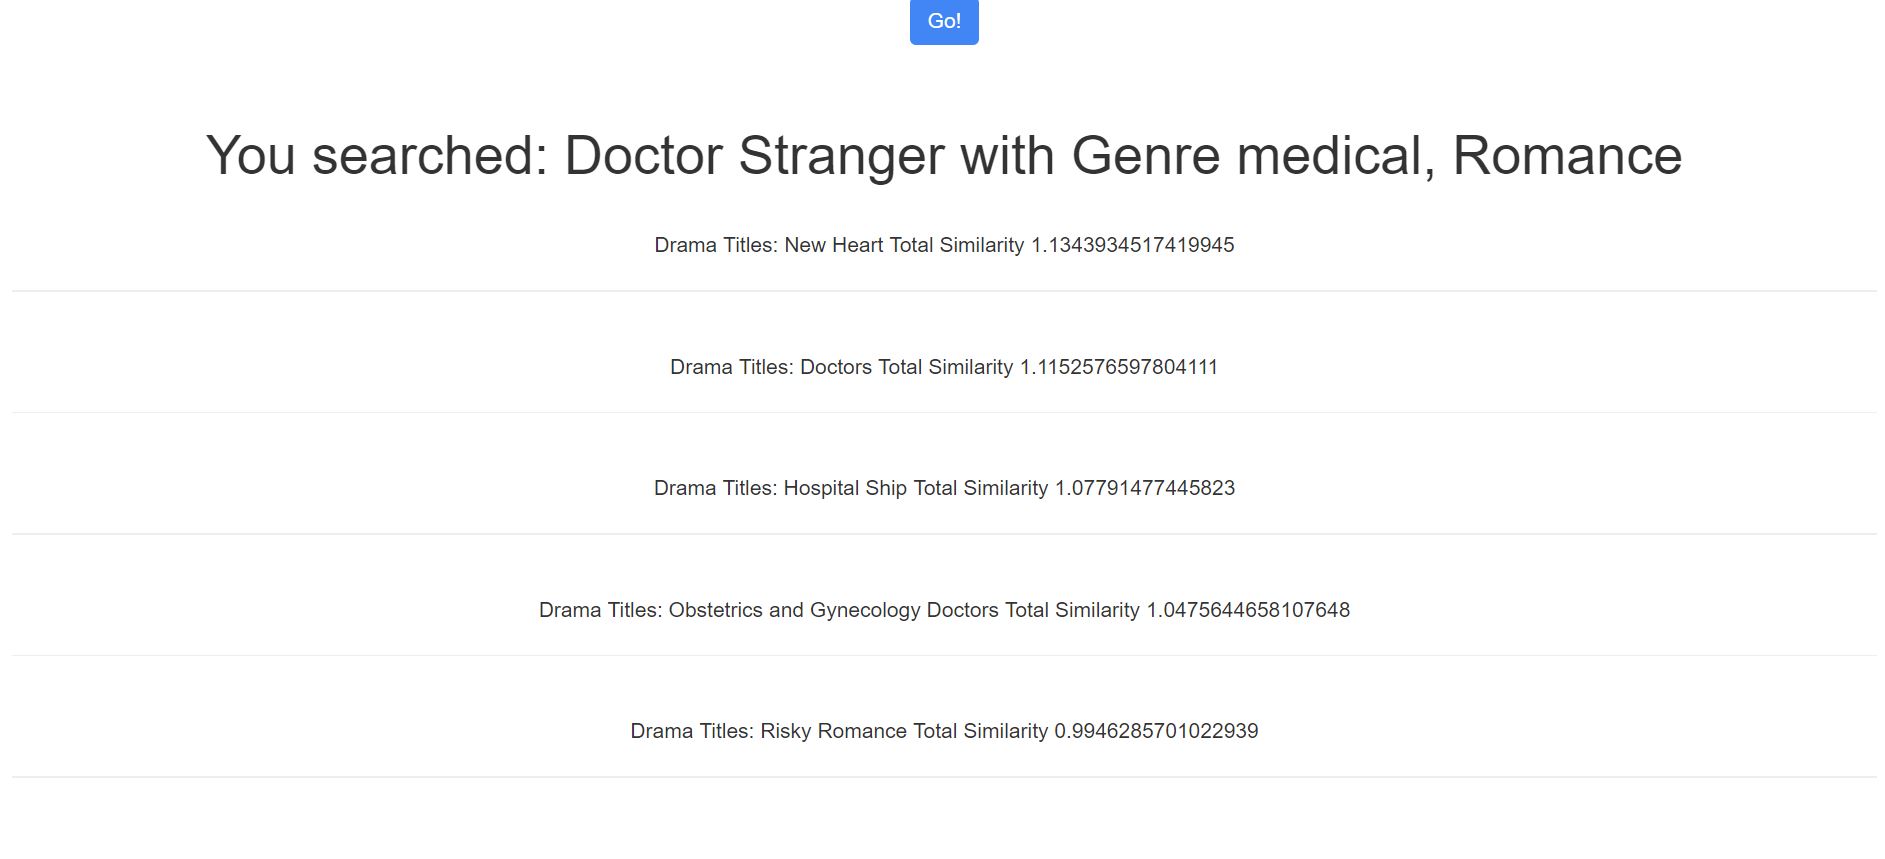 Go!
You searched: Doctor Stranger with Genre medical, Romance
Drama Titles: New Heart Total Similarity 1.1343934517419945
Drama Titles: Doctors Total Similarity 1.1152576597804111
Drama Titles: Hospital Ship Total Similarity 1.07791477445823
Drama Titles: Obstetrics and Gynecology Doctors Total Similarity 1.0475644658107648
Drama Titles: Risky Romance Total Similarity 0.9946285701022939